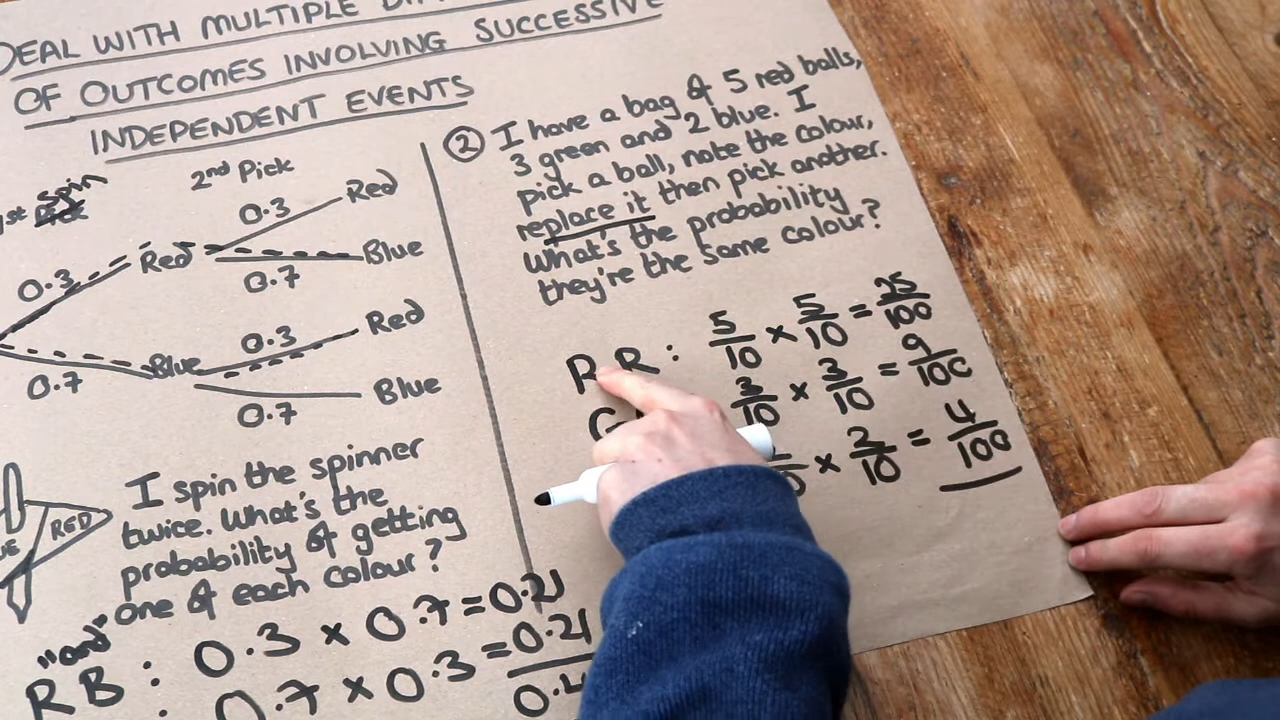 DEAL WITH MULTIPLE
OF OUTCOMES INVOLVING SUCCESSIVE
INDEPENDENT EVENTS
1st Spin
2nd Pick
0.3
Red
0.3
Red
0.7
Blue
0.7
Blue
0.3
Red
0.7
Blue
RED
I spin the spinner
twice. What's the
probability of getting
one of each colour?
"and"
RB: 0.3 × 0.7 = 0.21
: 0.7 × 0.3 = 0.21
② I have a bag of 5 red balls,
3 green and 2 blue. I
pick a ball, note the colour,
replace it then pick another.
What's the probability
they're the same colour?
RR: 5/10 × 5/10 = 25/100
G 3/10 × 3/10 = 9/100
/10 × 2/10 = 4/100